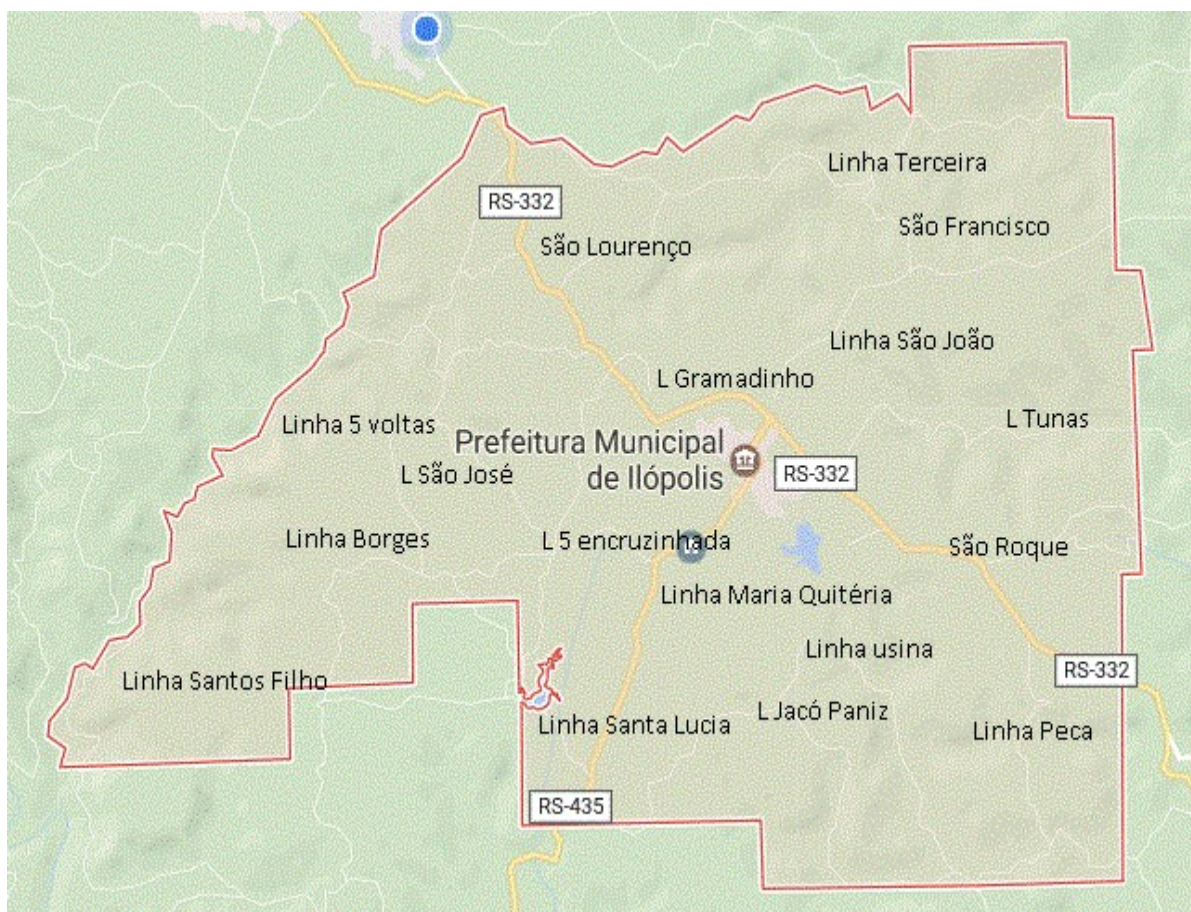 Linha Terceira
RS-332
São Francisco
São Lourenço
Linha São João
L Gramadinho
Linha 5 voltas
L Tunas
Prefeitura Municipal
de Ilópolis
L São José
RS-332
Linha Borges
L 5 encruzinhada
São Roque
Linha Maria Quitéria
Linha usina
RS-332
Linha Santos Filho
L Jacó Paniz
Linha Santa Lucia
Linha Peca
RS-435